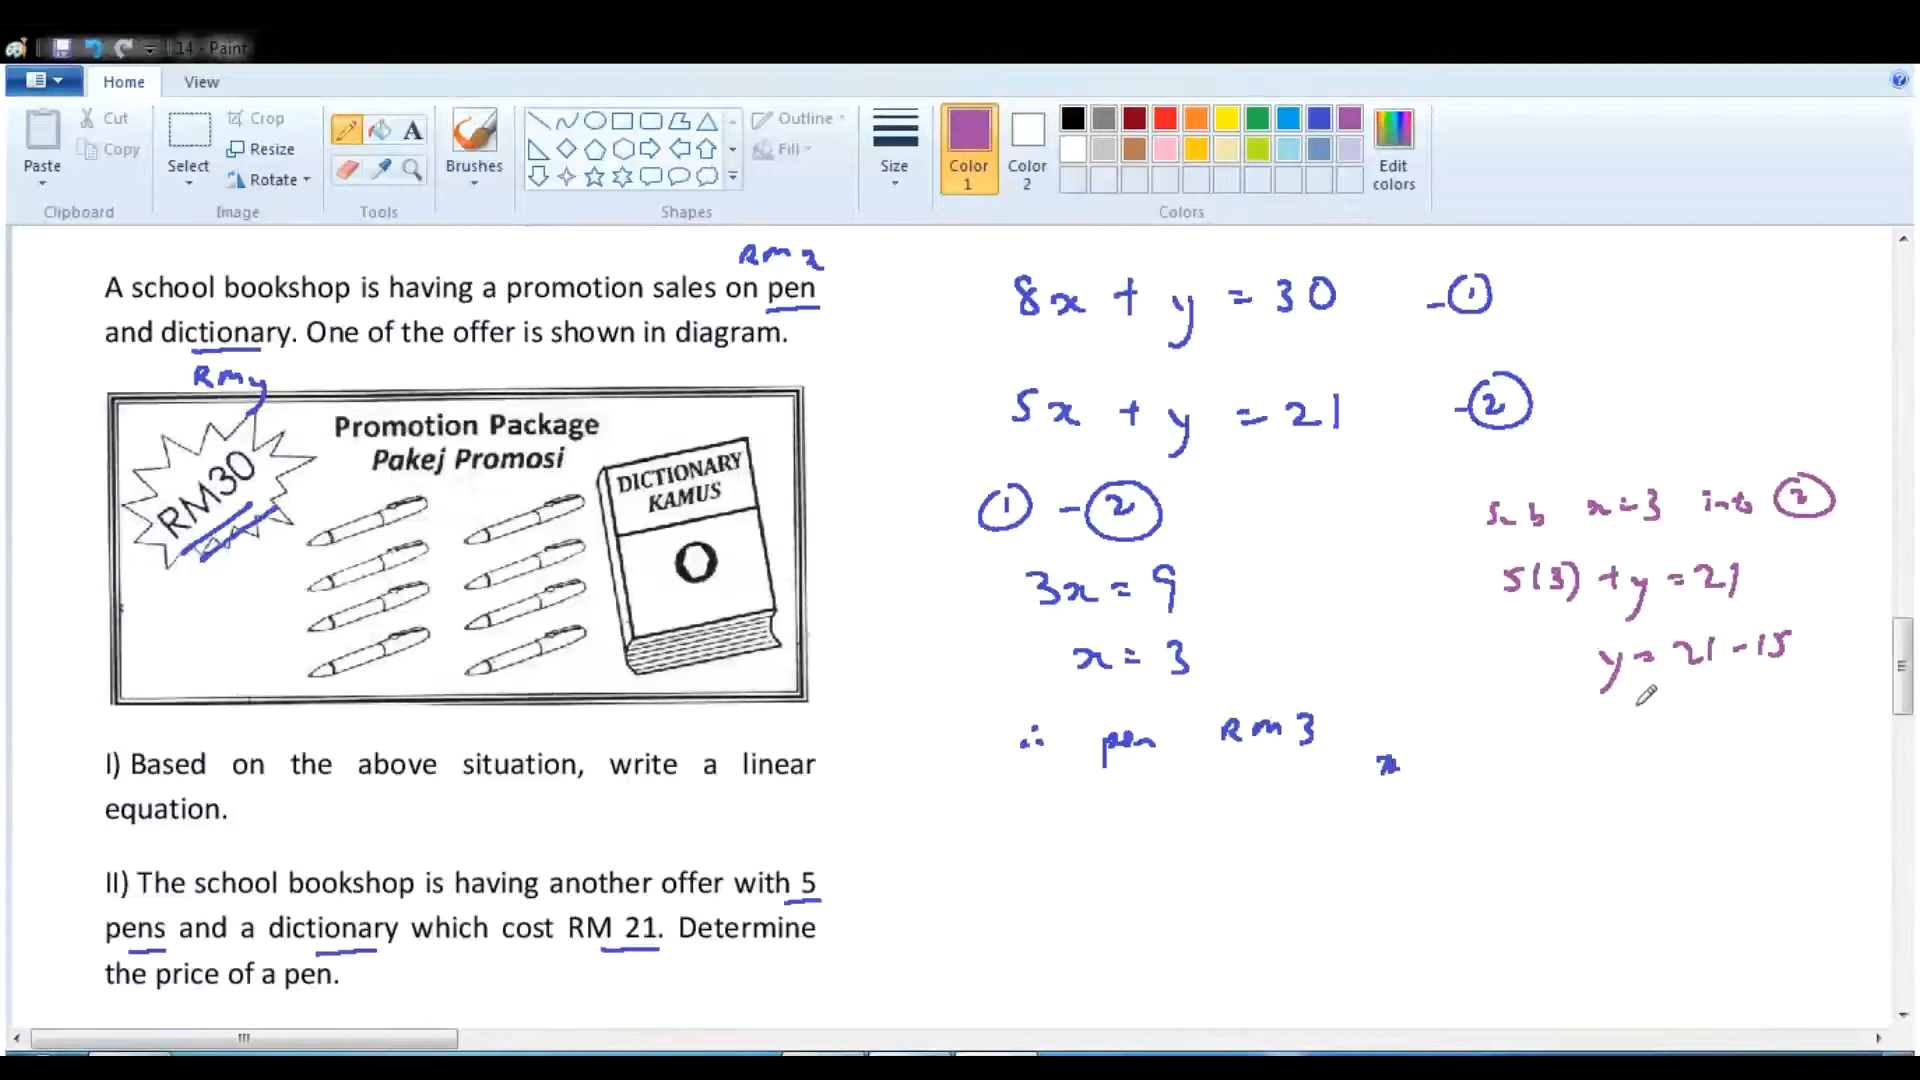 14 - Paint
Home View
Cut
Copy
Paste
Clipboard
Select
Crop
Resize
Rotate
Image
A
Tools
Brushes
Shapes
Outline
Fill
Size
Color 1
Color 2
Edit colors
Colors
RM x
A school bookshop is having a promotion sales on pen
and dictionary. One of the offer is shown in diagram.
RM y
RM30
Promotion Package
Pakej Promosi
DICTIONARY
KAMUS
O
I) Based on the above situation, write a linear
equation.
II) The school bookshop is having another offer with 5
pens and a dictionary which cost RM 21. Determine
the price of a pen.
8x + y = 30 - ①
5x + y = 21 - ②
① - ②
3x = 9
x = 3
∴ pen RM 3
Sub x = 3 into ②
5(3) + y = 21
y = 21 - 15